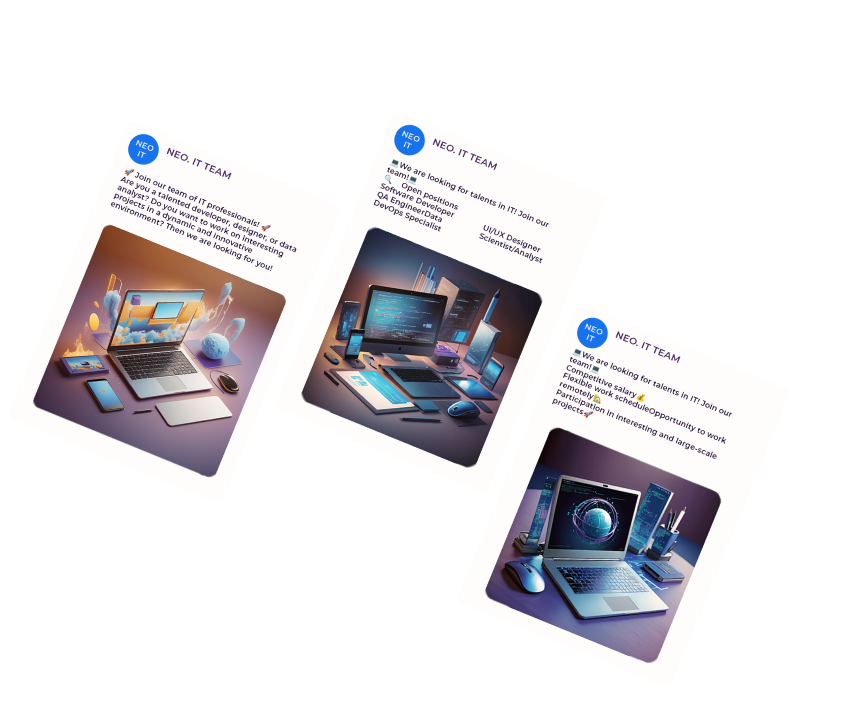 NEO
IT
NEO. IT TEAM
🚀 Join our team of IT professionals! 🚀
Are you a talented developer, designer, or data
analyst? Do you want to work on interesting
projects in a dynamic and innovative
environment? Then we are looking for you!
NEO
IT
NEO. IT TEAM
💻We are looking for talents in IT! Join our
team!💻
🔍 Open positions
Software Developer
QA EngineerData
DevOps Specialist
UI/UX Designer
Scientist/Analyst
NEO
IT
NEO. IT TEAM
💻We are looking for talents in IT! Join our
team!💻
Competitive salary💰
Flexible work scheduleOpportunity to work
remotely🏡
Participation in interesting and large-scale
projects🚀